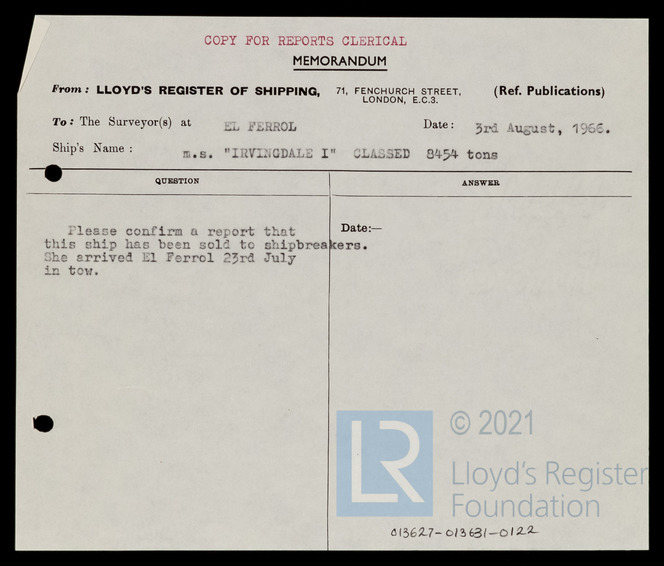 COPY FOR REPORTS CLERICAL
MEMORANDUM
From: LLOYD'S REGISTER OF SHIPPING, 71, FENCHURCH STREET, LONDON, E.C.3. (Ref. Publications)
To: The Surveyor(s) at EL FERROL Date: 3rd August, 1966.
Ship's Name: m.s. "IRVINGDALE I" CLASSED 8454 tons
QUESTION ANSWER
Please confirm a report that
this ship has been sold to shipbreakers.
She arrived El Ferrol 23rd July
in tow.
Date:—
LR
© 2021
Lloyd's Register
Foundation
013627-013631-0122